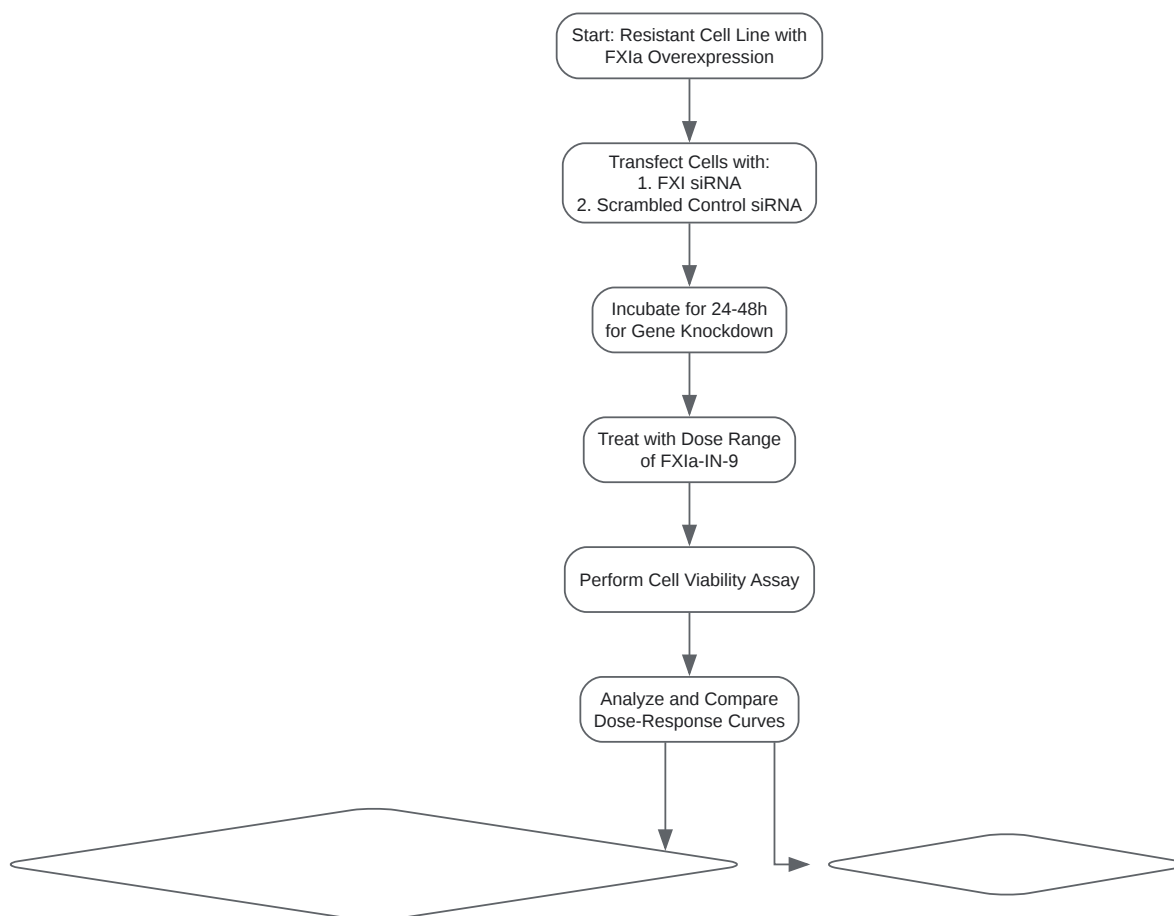 Start: Resistant Cell Line with
FXIa Overexpression
Transfect Cells with:
1. FXI siRNA
2. Scrambled Control siRNA
Incubate for 24-48h
for Gene Knockdown
Treat with Dose Range
of FXIa-IN-9
Perform Cell Viability Assay
Analyze and Compare
Dose-Response Curves